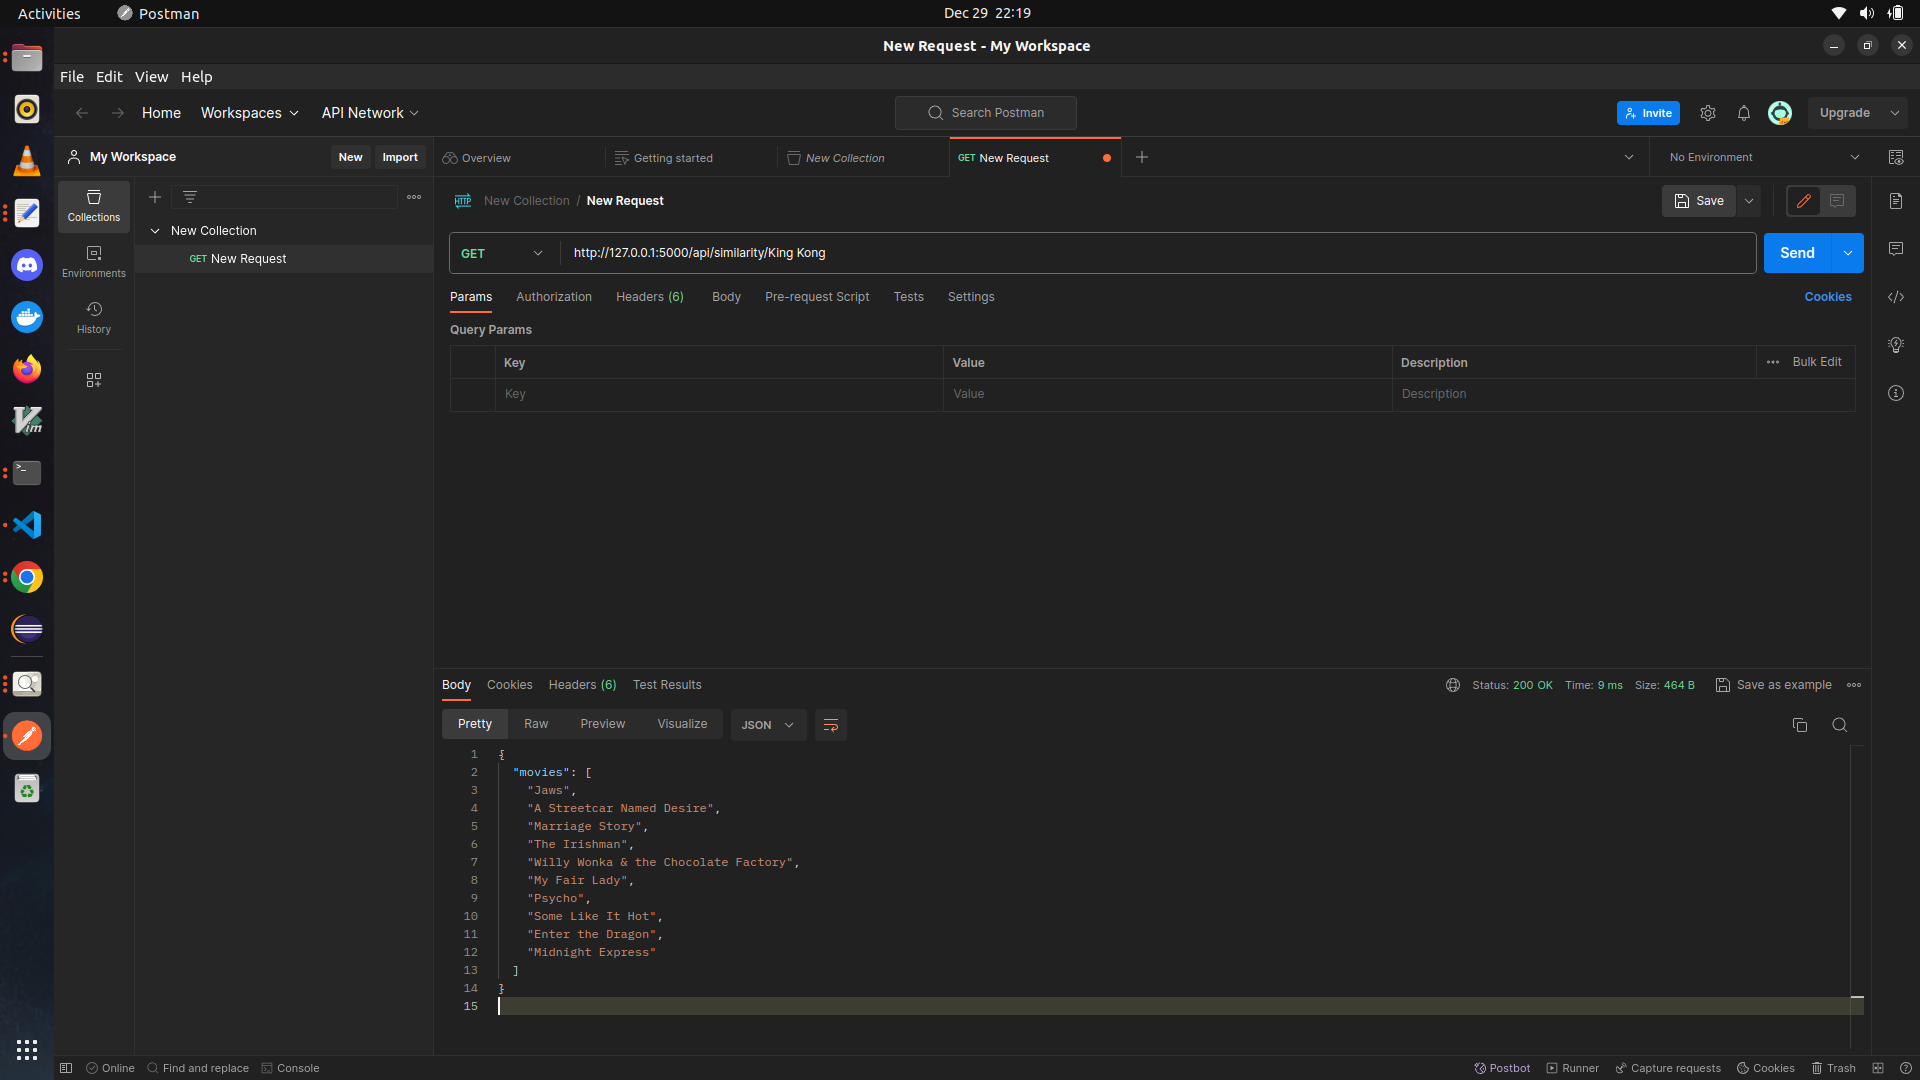 Activities
Postman
Dec 29 22:19
New Request - My Workspace
File Edit View Help
Home Workspaces API Network
Search Postman
Invite
Upgrade
My Workspace
New Import
Overview
Getting started
New Collection
GET New Request
No Environment
Collections
Environments
History
New Collection
GET New Request
HTTP New Collection / New Request
Save
GET http://127.0.0.1:5000/api/similarity/King Kong
Send
Params Authorization Headers (6) Body Pre-request Script Tests Settings
Cookies
Query Params
Key Value Description Bulk Edit
Key Value Description
Body Cookies Headers (6) Test Results
Status: 200 OK Time: 9 ms Size: 464 B
Save as example
Pretty Raw Preview Visualize JSON
1 {
2 "movies": [
3 "Jaws",
4 "A Streetcar Named Desire",
5 "Marriage Story",
6 "The Irishman",
7 "Willy Wonka & the Chocolate Factory",
8 "My Fair Lady",
9 "Psycho",
10 "Some Like It Hot",
11 "Enter the Dragon",
12 "Midnight Express"
13 ]
14 }
15
Online Find and replace Console
Postbot Runner Capture requests Cookies Trash
Vim